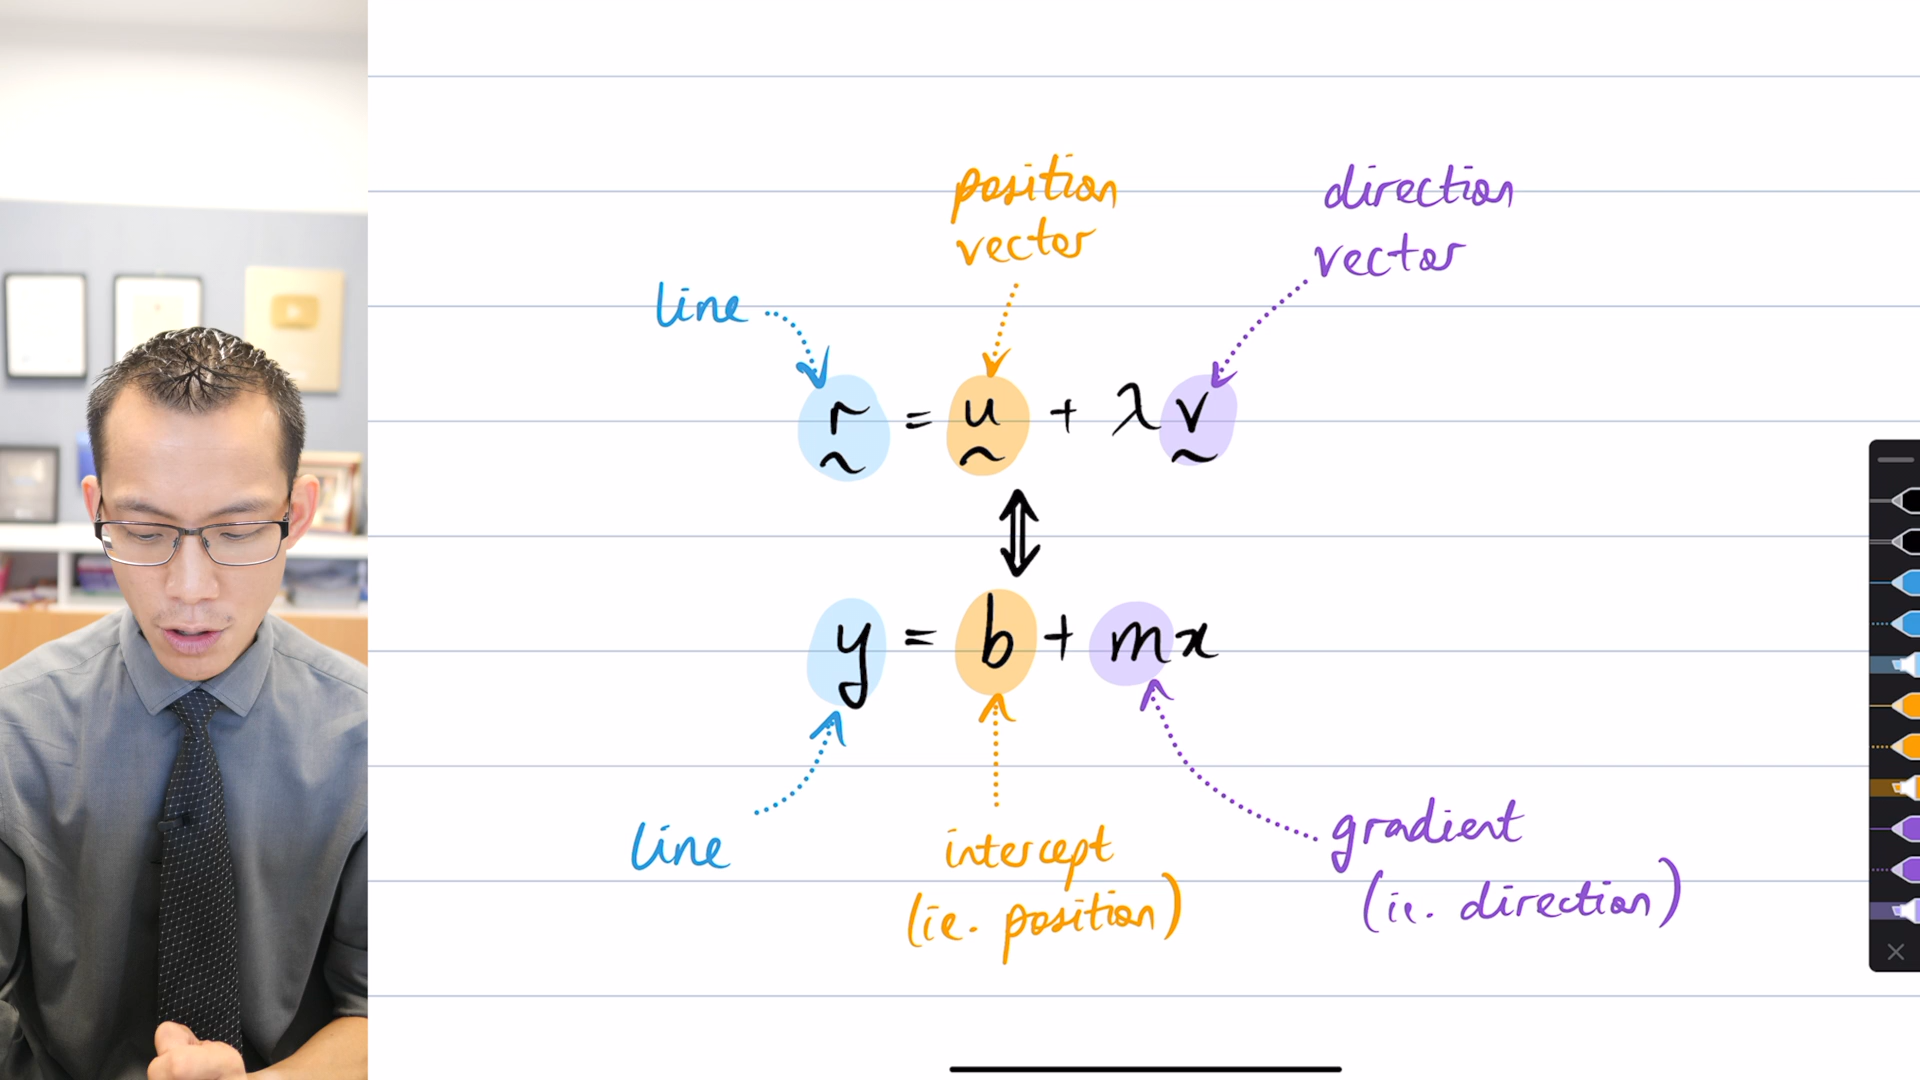 position
vector
direction
vector
line
r = u + λv
y = b + mx
line
intercept
(ie. position)
gradient
(ie. direction)